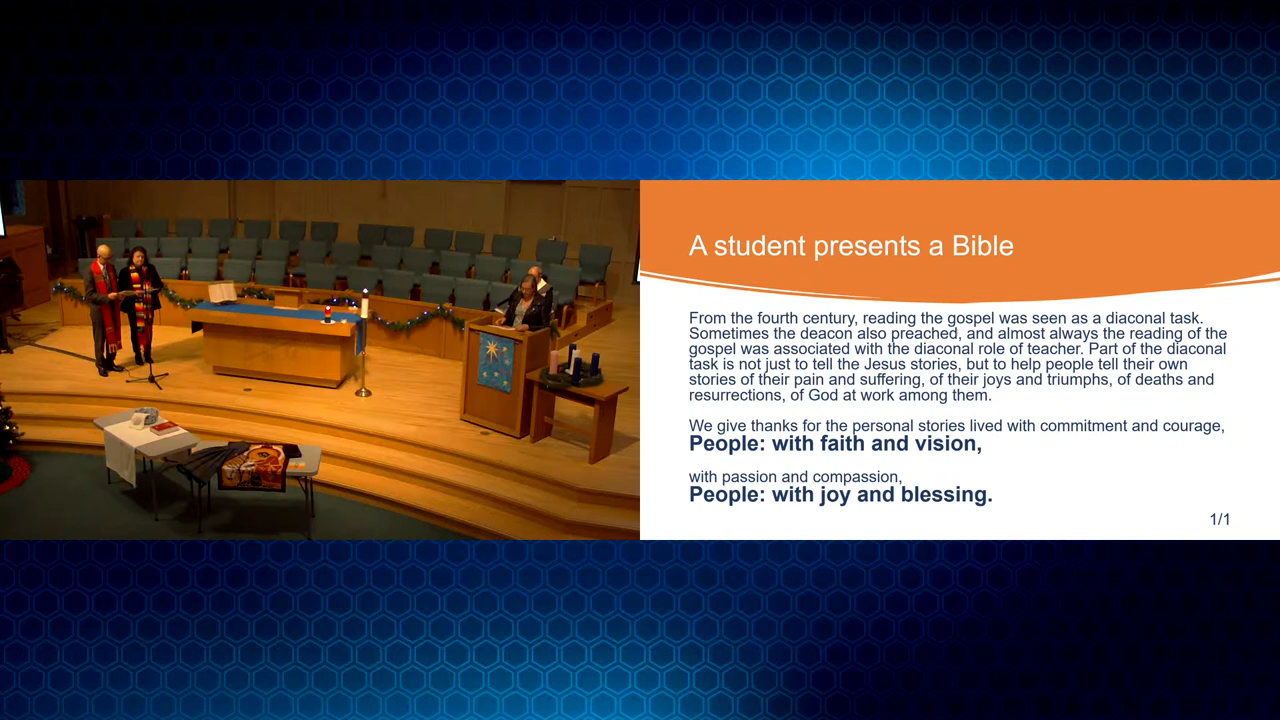 A student presents a Bible
From the fourth century, reading the gospel was seen as a diaconal task.
Sometimes the deacon also preached, and almost always the reading of the
gospel was associated with the diaconal role of teacher. Part of the diaconal
task is not just to tell the Jesus stories, but to help people tell their own
stories of their pain and suffering, of their joys and triumphs, of deaths and
resurrections, of God at work among them.
We give thanks for the personal stories lived with commitment and courage,
People: with faith and vision,
with passion and compassion,
People: with joy and blessing.
1/1